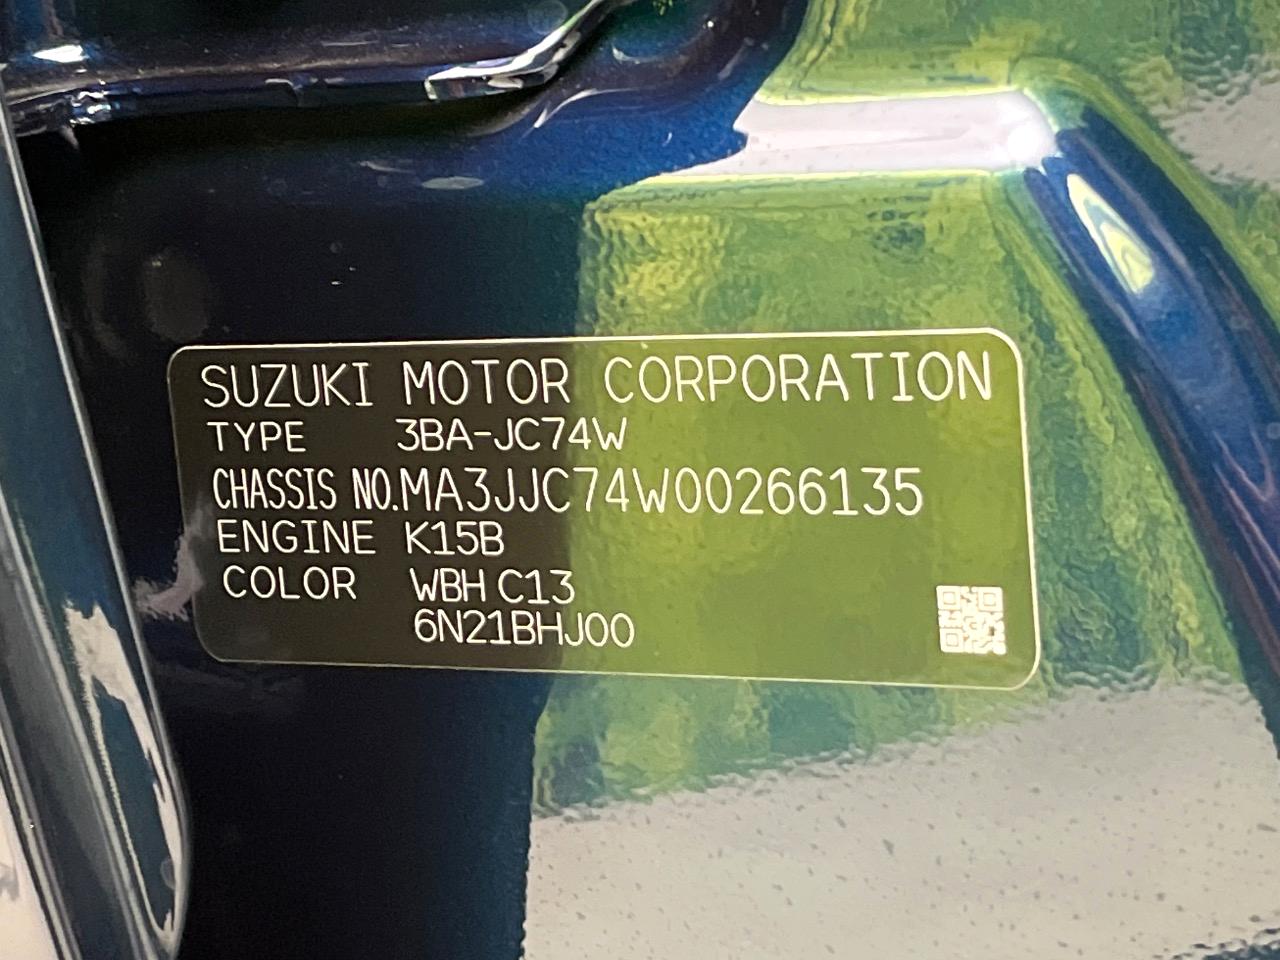 SUZUKI MOTOR CORPORATION
TYPE 3BA-JC74W
CHASSIS NO.MA3JJC74W00266135
ENGINE K15B
COLOR WBH C13
6N21BHJ00